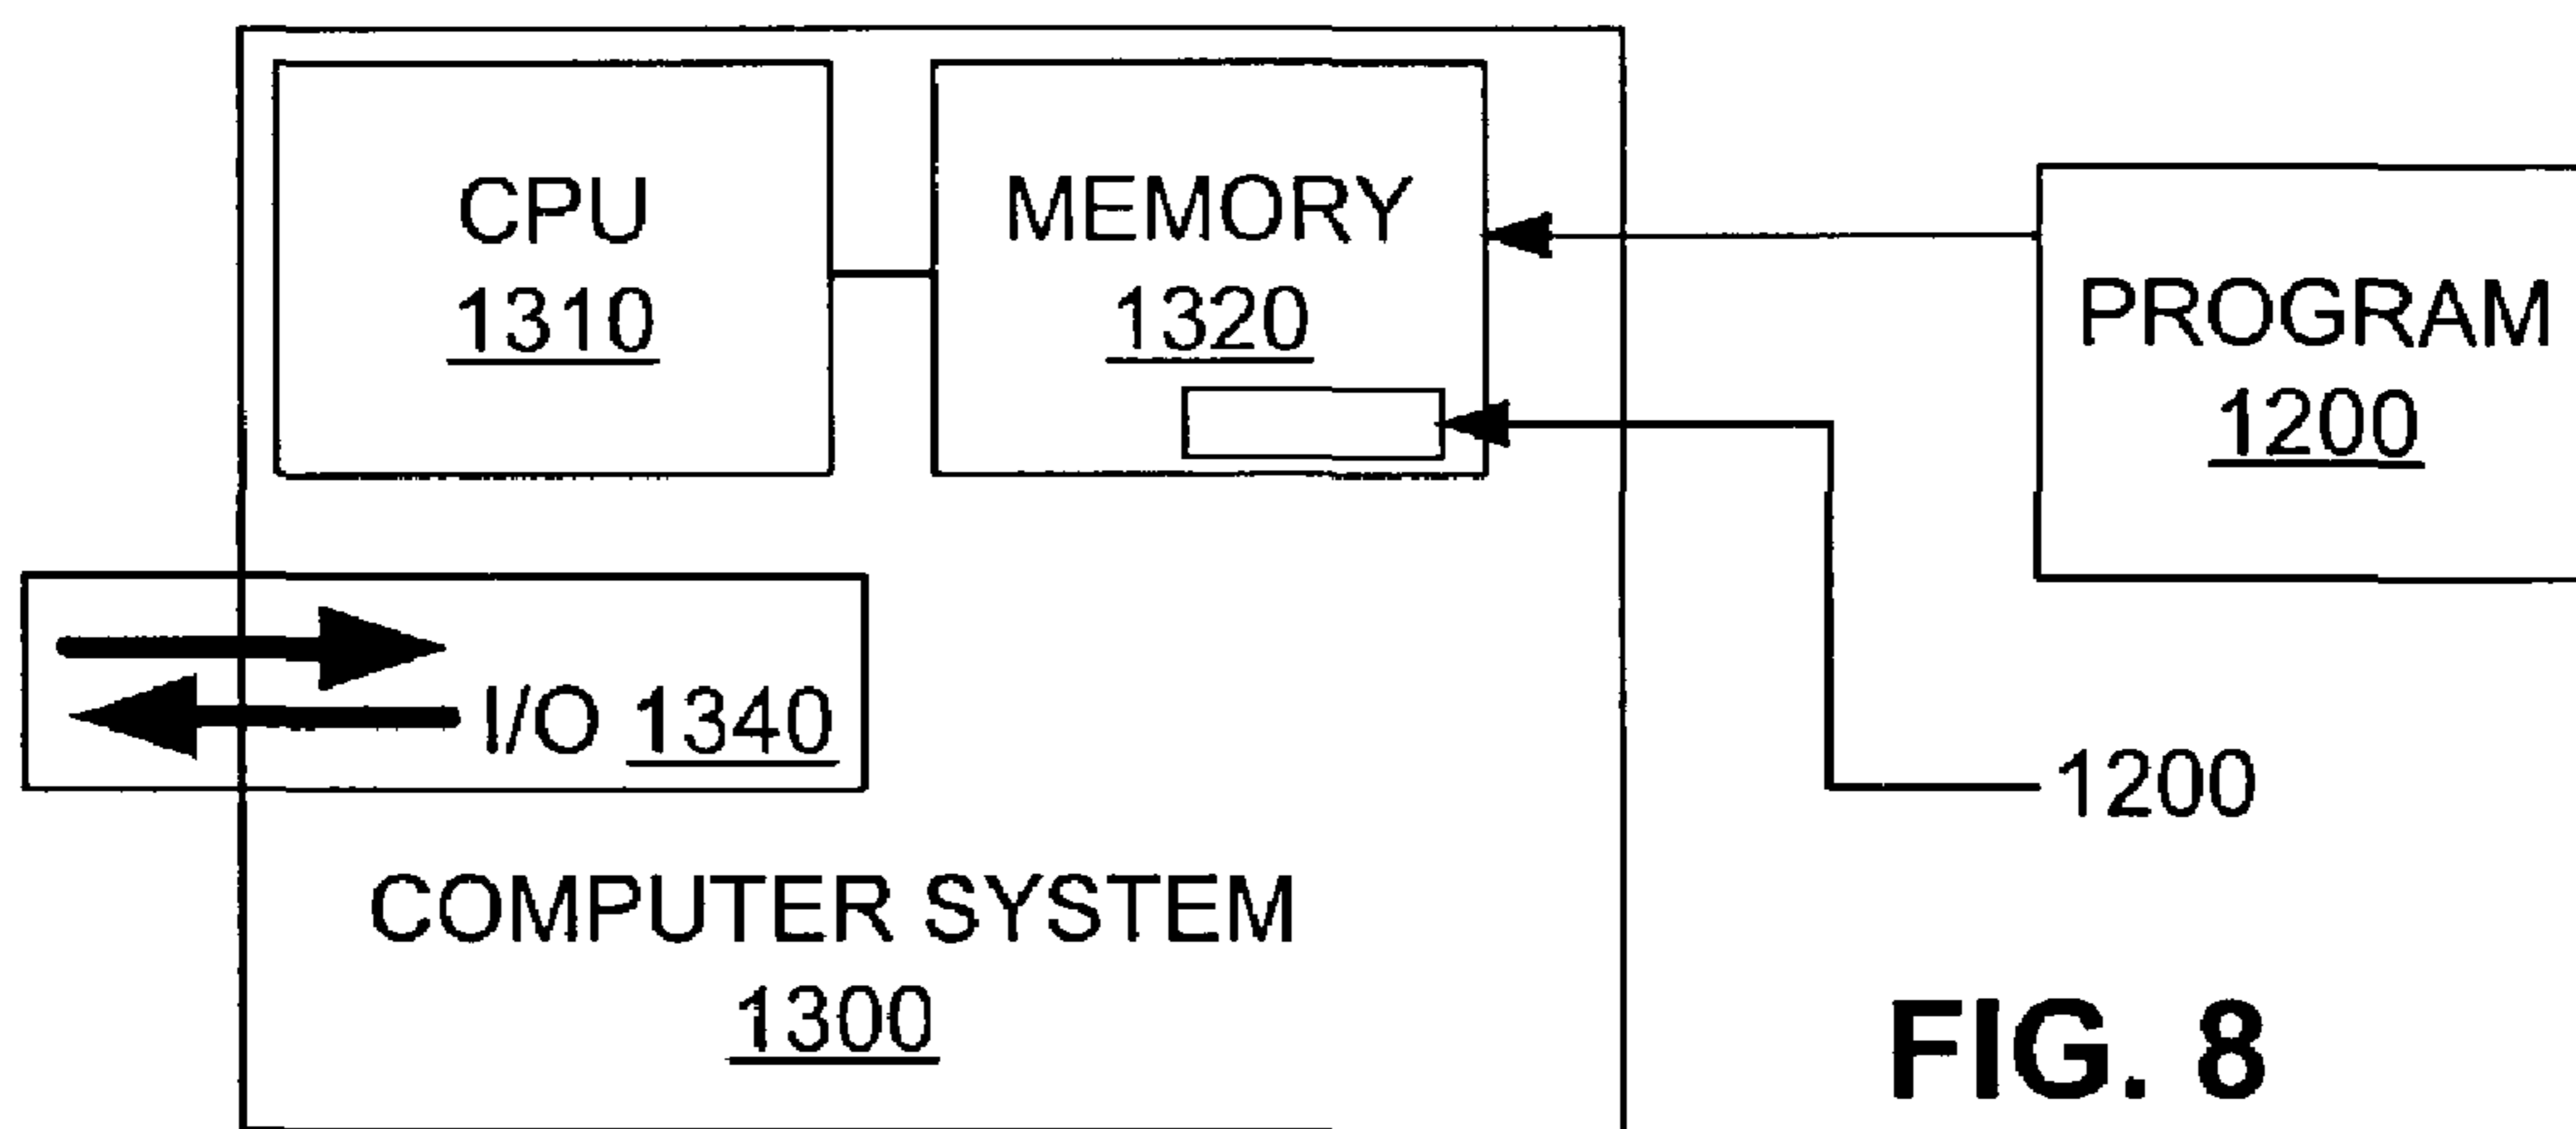 CPU
1310
MEMORY
1320
PROGRAM
1200
I/O 1340
1200
COMPUTER SYSTEM
1300
FIG. 8